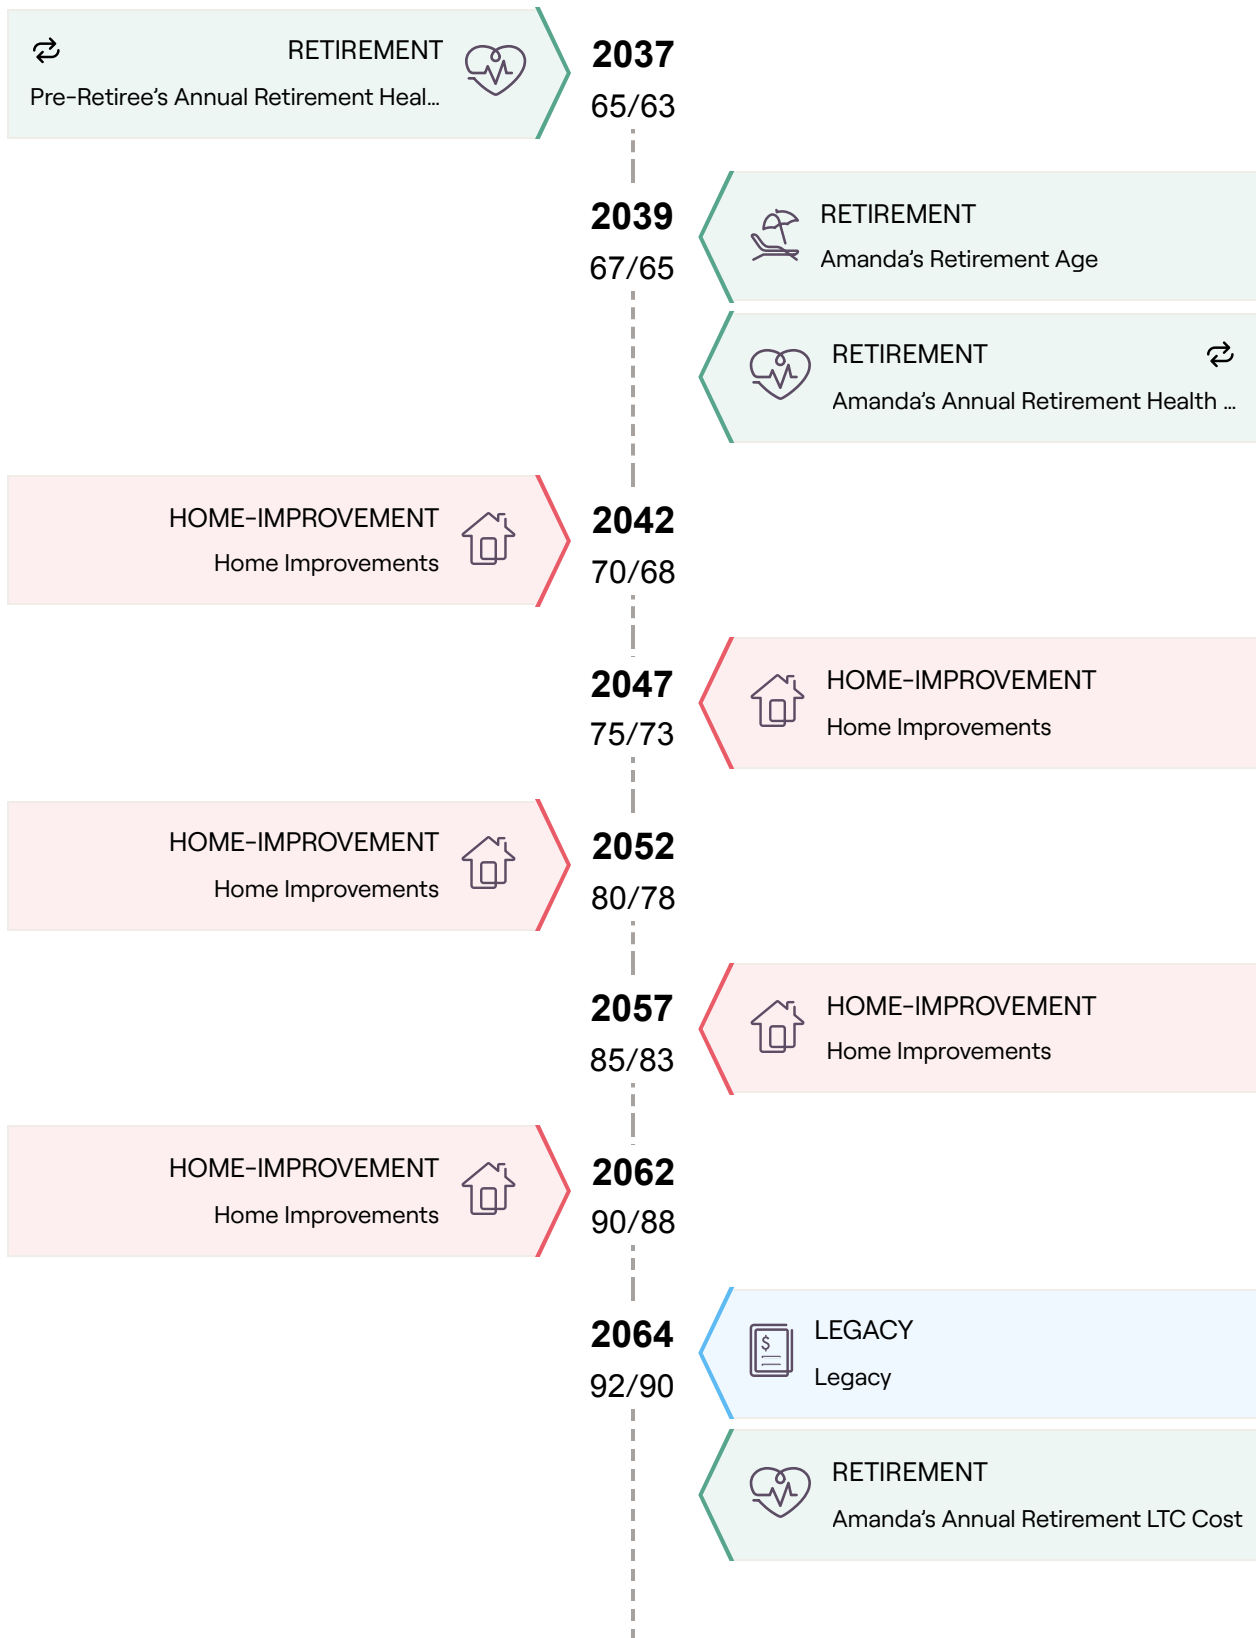 RETIREMENT
Pre-Retiree's Annual Retirement Heal...
2037
65/63
2039
67/65
RETIREMENT
Amanda's Retirement Age
RETIREMENT
Amanda's Annual Retirement Health ...
HOME-IMPROVEMENT
Home Improvements
2042
70/68
2047
75/73
HOME-IMPROVEMENT
Home Improvements
HOME-IMPROVEMENT
Home Improvements
2052
80/78
2057
85/83
HOME-IMPROVEMENT
Home Improvements
HOME-IMPROVEMENT
Home Improvements
2062
90/88
2064
92/90
$
LEGACY
Legacy
RETIREMENT
Amanda's Annual Retirement LTC Cost